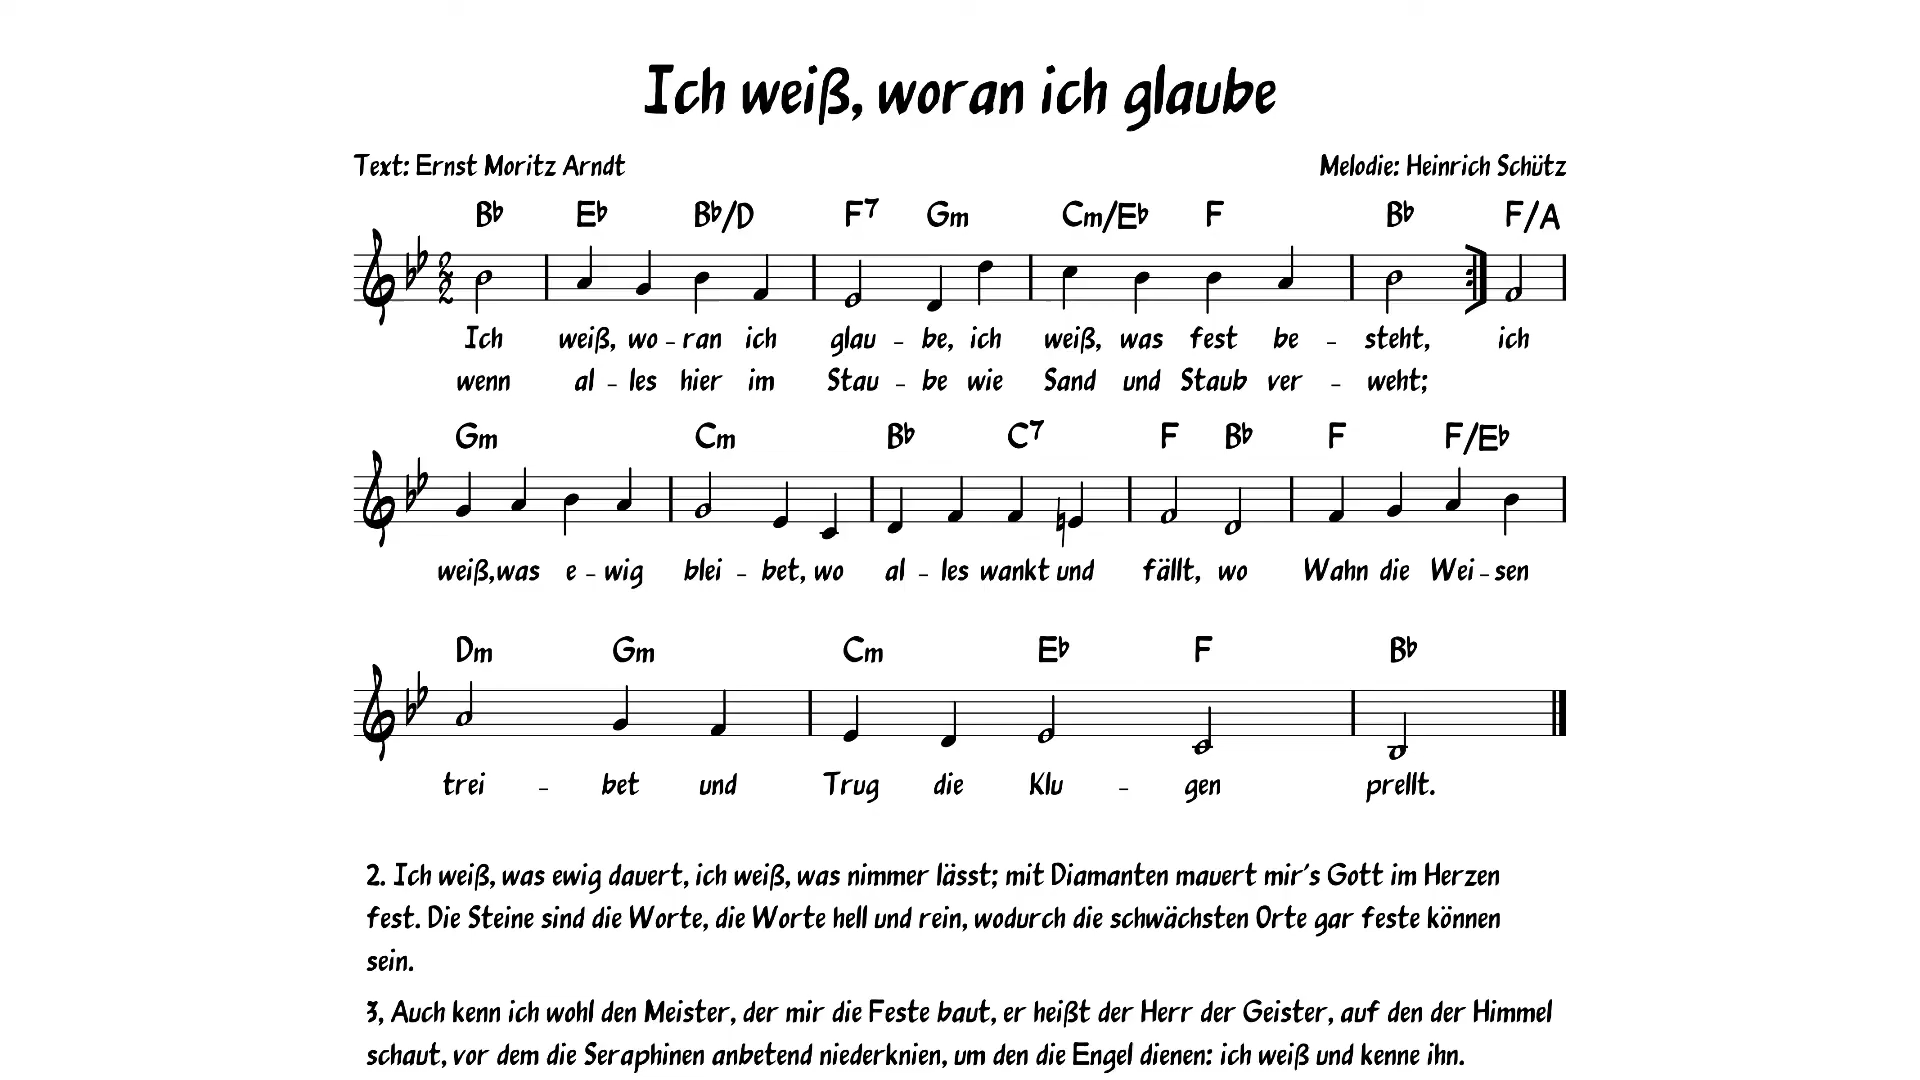 Ich weiß, woran ich glaube
Text: Ernst Moritz Arndt
Melodie: Heinrich Schütz
B♭ E♭ B♭/D F7 Gm Cm/E♭ F B♭ F/A
2
2
Ich weiß, wo - ran ich glau - be, ich weiß, was fest be - steht, ich
wenn al - les hier im Stau - be wie Sand und Staub ver - weht;
Gm Cm B♭ C7 F B♭ F F/E♭
weiß,was e - wig blei - bet, wo al - les wankt und fällt, wo Wahn die Wei - sen
Dm Gm Cm E♭ F B♭
trei - bet und Trug die Klu - gen prellt.
2. Ich weiß, was ewig dauert, ich weiß, was nimmer lässt; mit Diamanten mauert mir's Gott im Herzen
fest. Die Steine sind die Worte, die Worte hell und rein, wodurch die schwächsten Orte gar feste können
sein.
3, Auch kenn ich wohl den Meister, der mir die Feste baut, er heißt der Herr der Geister, auf den der Himmel
schaut, vor dem die Seraphinen anbetend niederknien, um den die Engel dienen: ich weiß und kenne ihn.